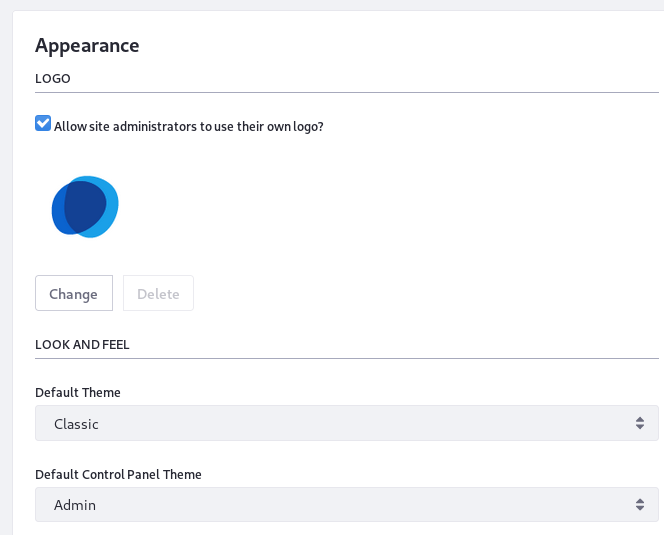 Appearance
LOGO
Allow site administrators to use their own logo?
Change Delete
LOOK AND FEEL
Default Theme
Classic
Default Control Panel Theme
Admin